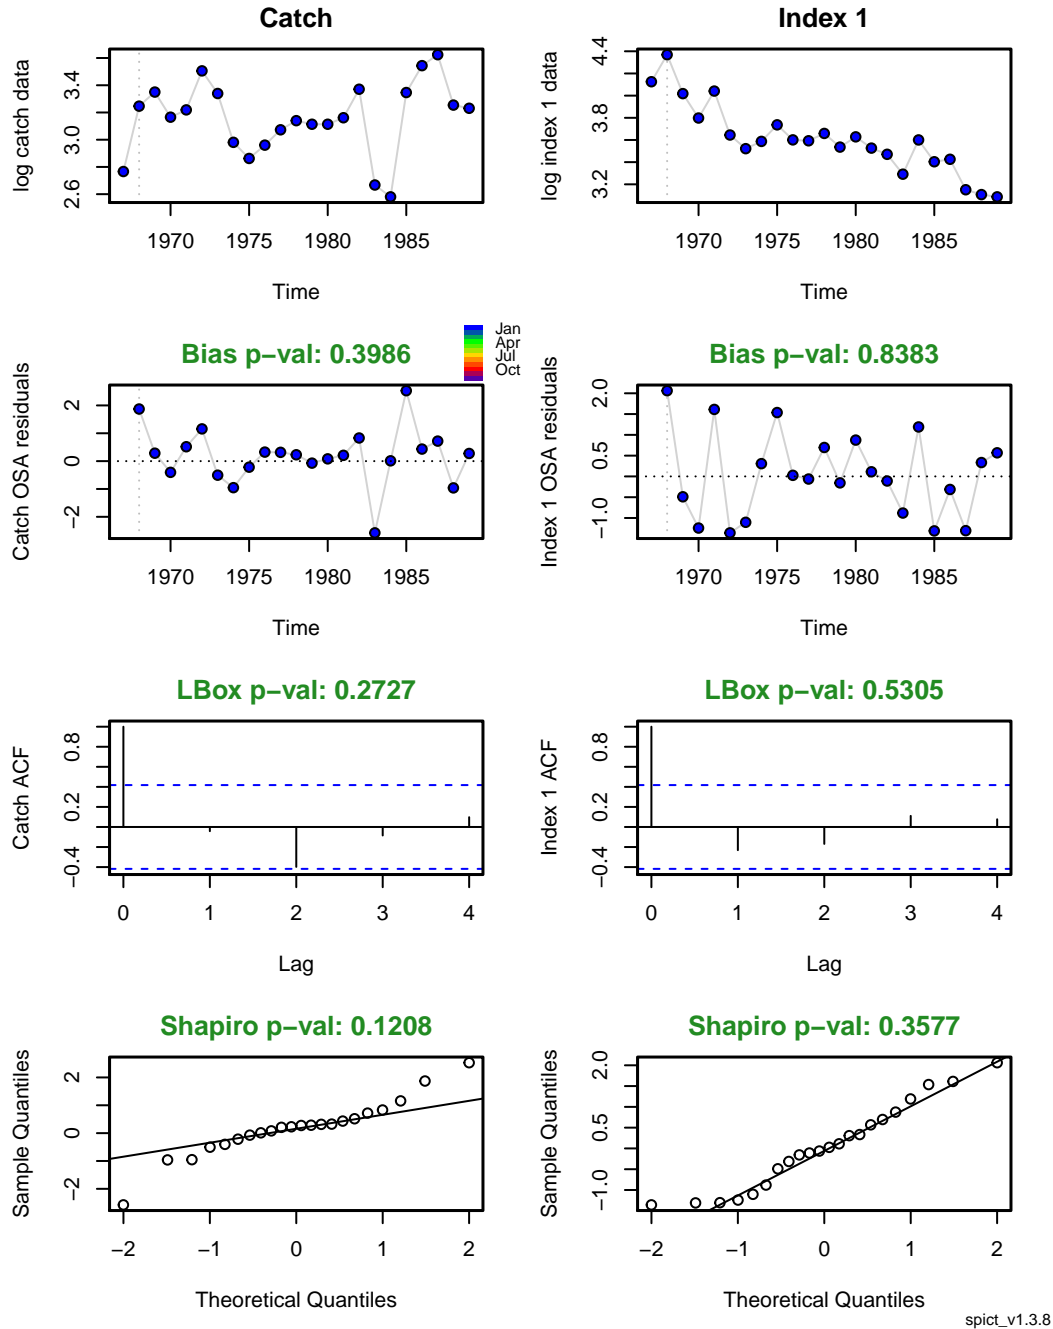 Catch
Index 1
log catch data
2.6 3.0 3.4
1970 1975 1980 1985
Time
log index 1 data
3.2 3.8 4.4
1970 1975 1980 1985
Time
Bias p−val: 0.3986
Jan
Apr
Jul
Oct
Catch OSA residuals
−2 0 2
1970 1975 1980 1985
Time
Bias p−val: 0.8383
Index 1 OSA residuals
−1.0 0.5 2.0
1970 1975 1980 1985
Time
LBox p−val: 0.2727
Catch ACF
−0.4 0.2 0.8
0 1 2 3 4
Lag
LBox p−val: 0.5305
Index 1 ACF
−0.4 0.2 0.8
0 1 2 3 4
Lag
Shapiro p−val: 0.1208
Sample Quantiles
−2 0 2
−2 −1 0 1 2
Theoretical Quantiles
Shapiro p−val: 0.3577
Sample Quantiles
−1.0 0.5 2.0
−2 −1 0 1 2
Theoretical Quantiles
spict_v1.3.8